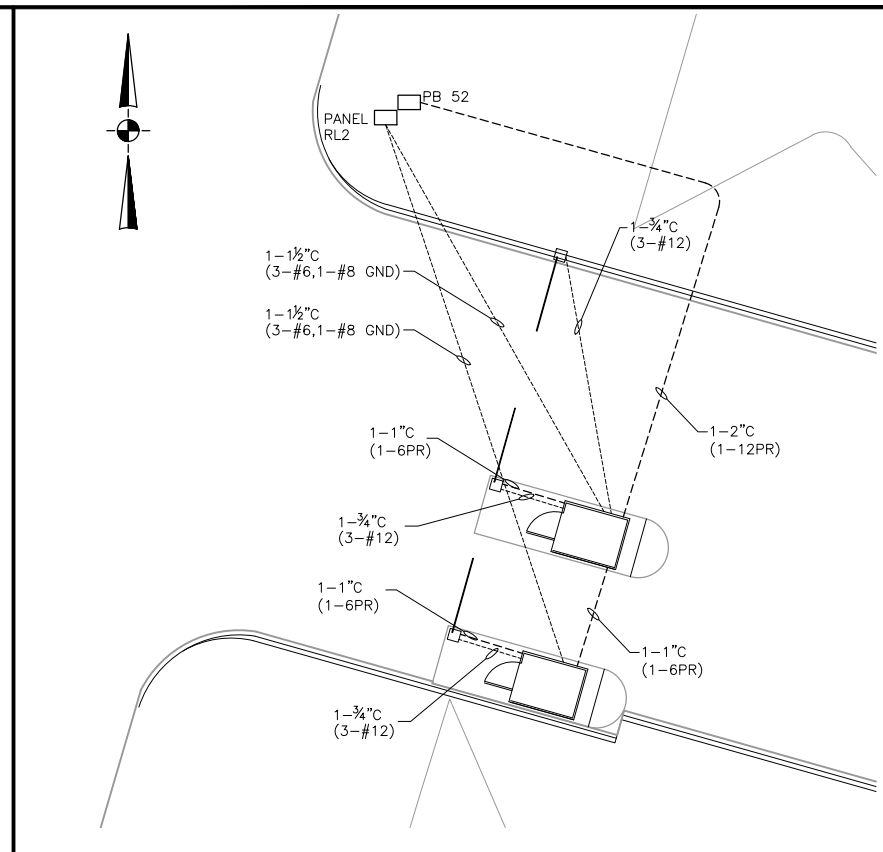 PB 52
PANEL
RL2
1-¾"C
(3-#12)
1-1½"C
(3-#6,1-#8 GND)
1-1½"C
(3-#6,1-#8 GND)
1-1"C
(1-6PR)
1-2"C
(1-12PR)
1-¾"C
(3-#12)
1-1"C
(1-6PR)
1-1"C
(1-6PR)
1-¾"C
(3-#12)